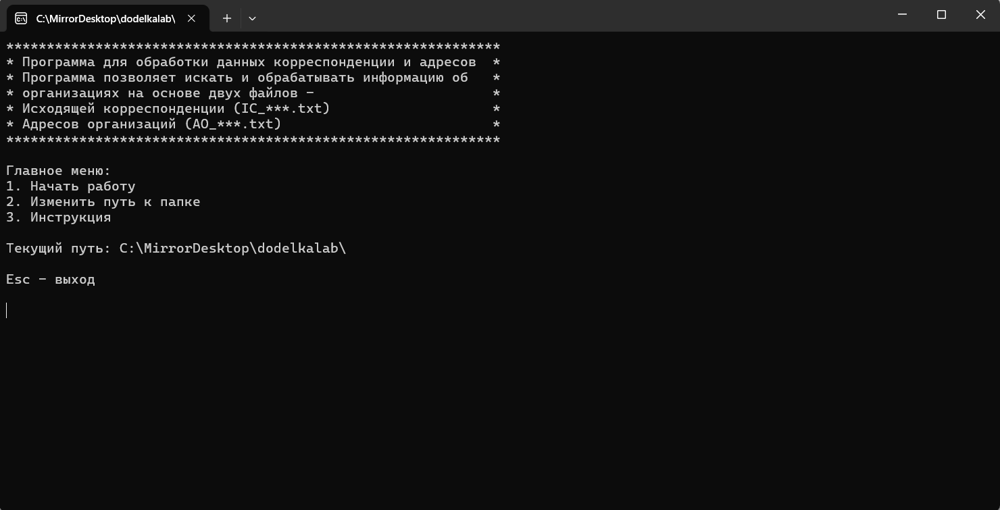 C:\MirrorDesktop\dodelkalab\
*************************************************************
* Программа для обработки данных корреспонденции и адресов  *
* Программа позволяет искать и обрабатывать информацию об   *
* организациях на основе двух файлов –                      *
* Исходящей корреспонденции (IC_***.txt)                    *
* Адресов организаций (AO_***.txt)                          *
*************************************************************
Главное меню:
1. Начать работу
2. Изменить путь к папке
3. Инструкция
Текущий путь: C:\MirrorDesktop\dodelkalab\
Esc – выход